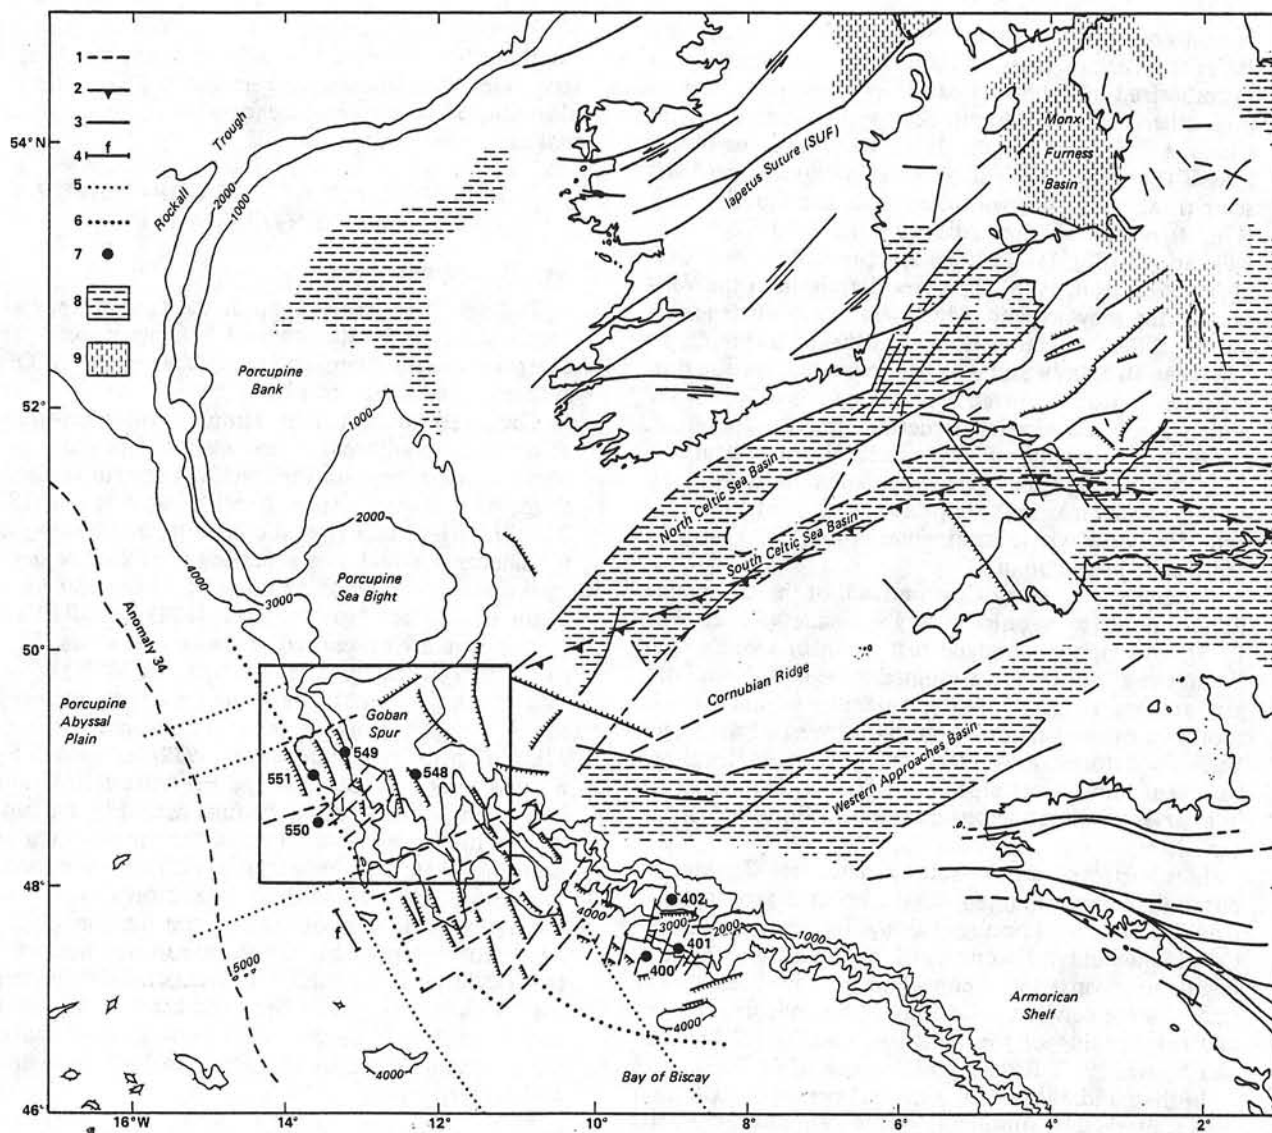 1
2
3
4 f
5
6
7
8
9
54°N
52°
50°
48°
46°
Rockall Trough
2000
1000
Iapetus Suture (SUF)
Manx
Furness
Basin
Porcupine
Bank
1000
2000
4000
3000
Porcupine
Sea Bight
North Celtic Sea Basin
South Celtic Sea Basin
Anomaly 34
Cornubian Ridge
Porcupine
Abyssal
Plain
Goban
Spur
549
551
548
550
Western Approaches Basin
4000
402
3000
2000
1000
401
400
f
5000
4000
4000
Armorican
Shelf
Bay of Biscay
16°W
14°
12°
10°
8°
6°
4°
2°